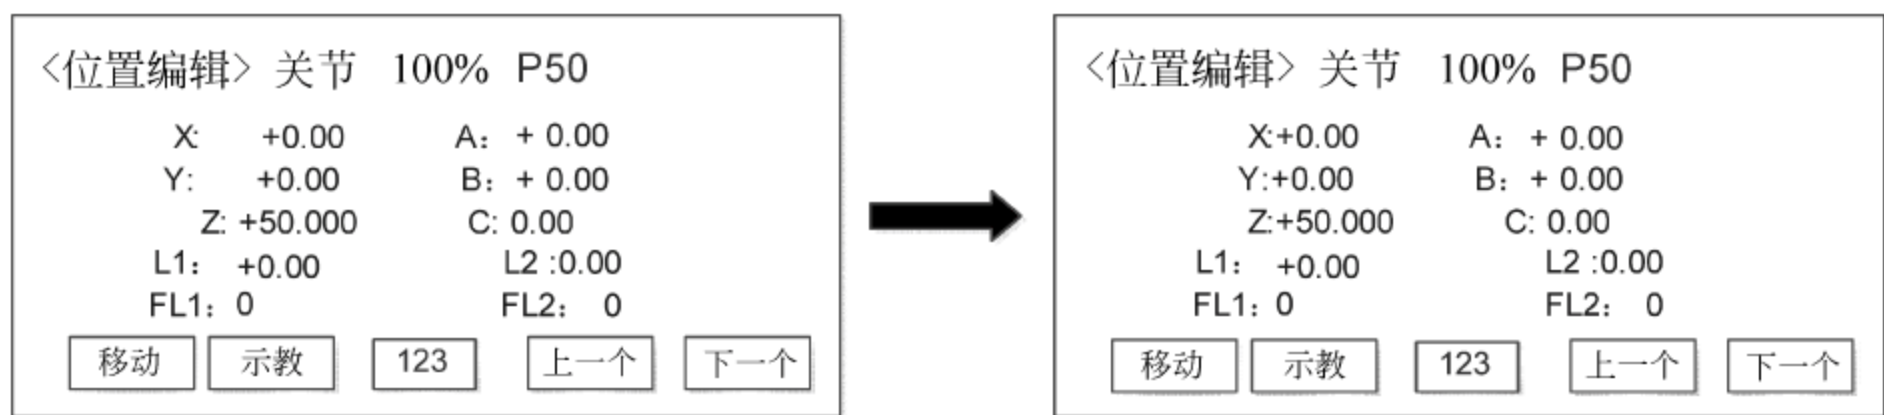 <位置编辑> 关节 100% P50
X: +0.00 A: + 0.00
Y: +0.00 B: + 0.00
Z: +50.000 C: 0.00
L1: +0.00 L2 :0.00
FL1: 0 FL2: 0
移动 示教 123 上一个 下一个
<位置编辑> 关节 100% P50
X:+0.00 A: + 0.00
Y:+0.00 B: + 0.00
Z:+50.000 C: 0.00
L1: +0.00 L2 :0.00
FL1: 0 FL2: 0
移动 示教 123 上一个 下一个